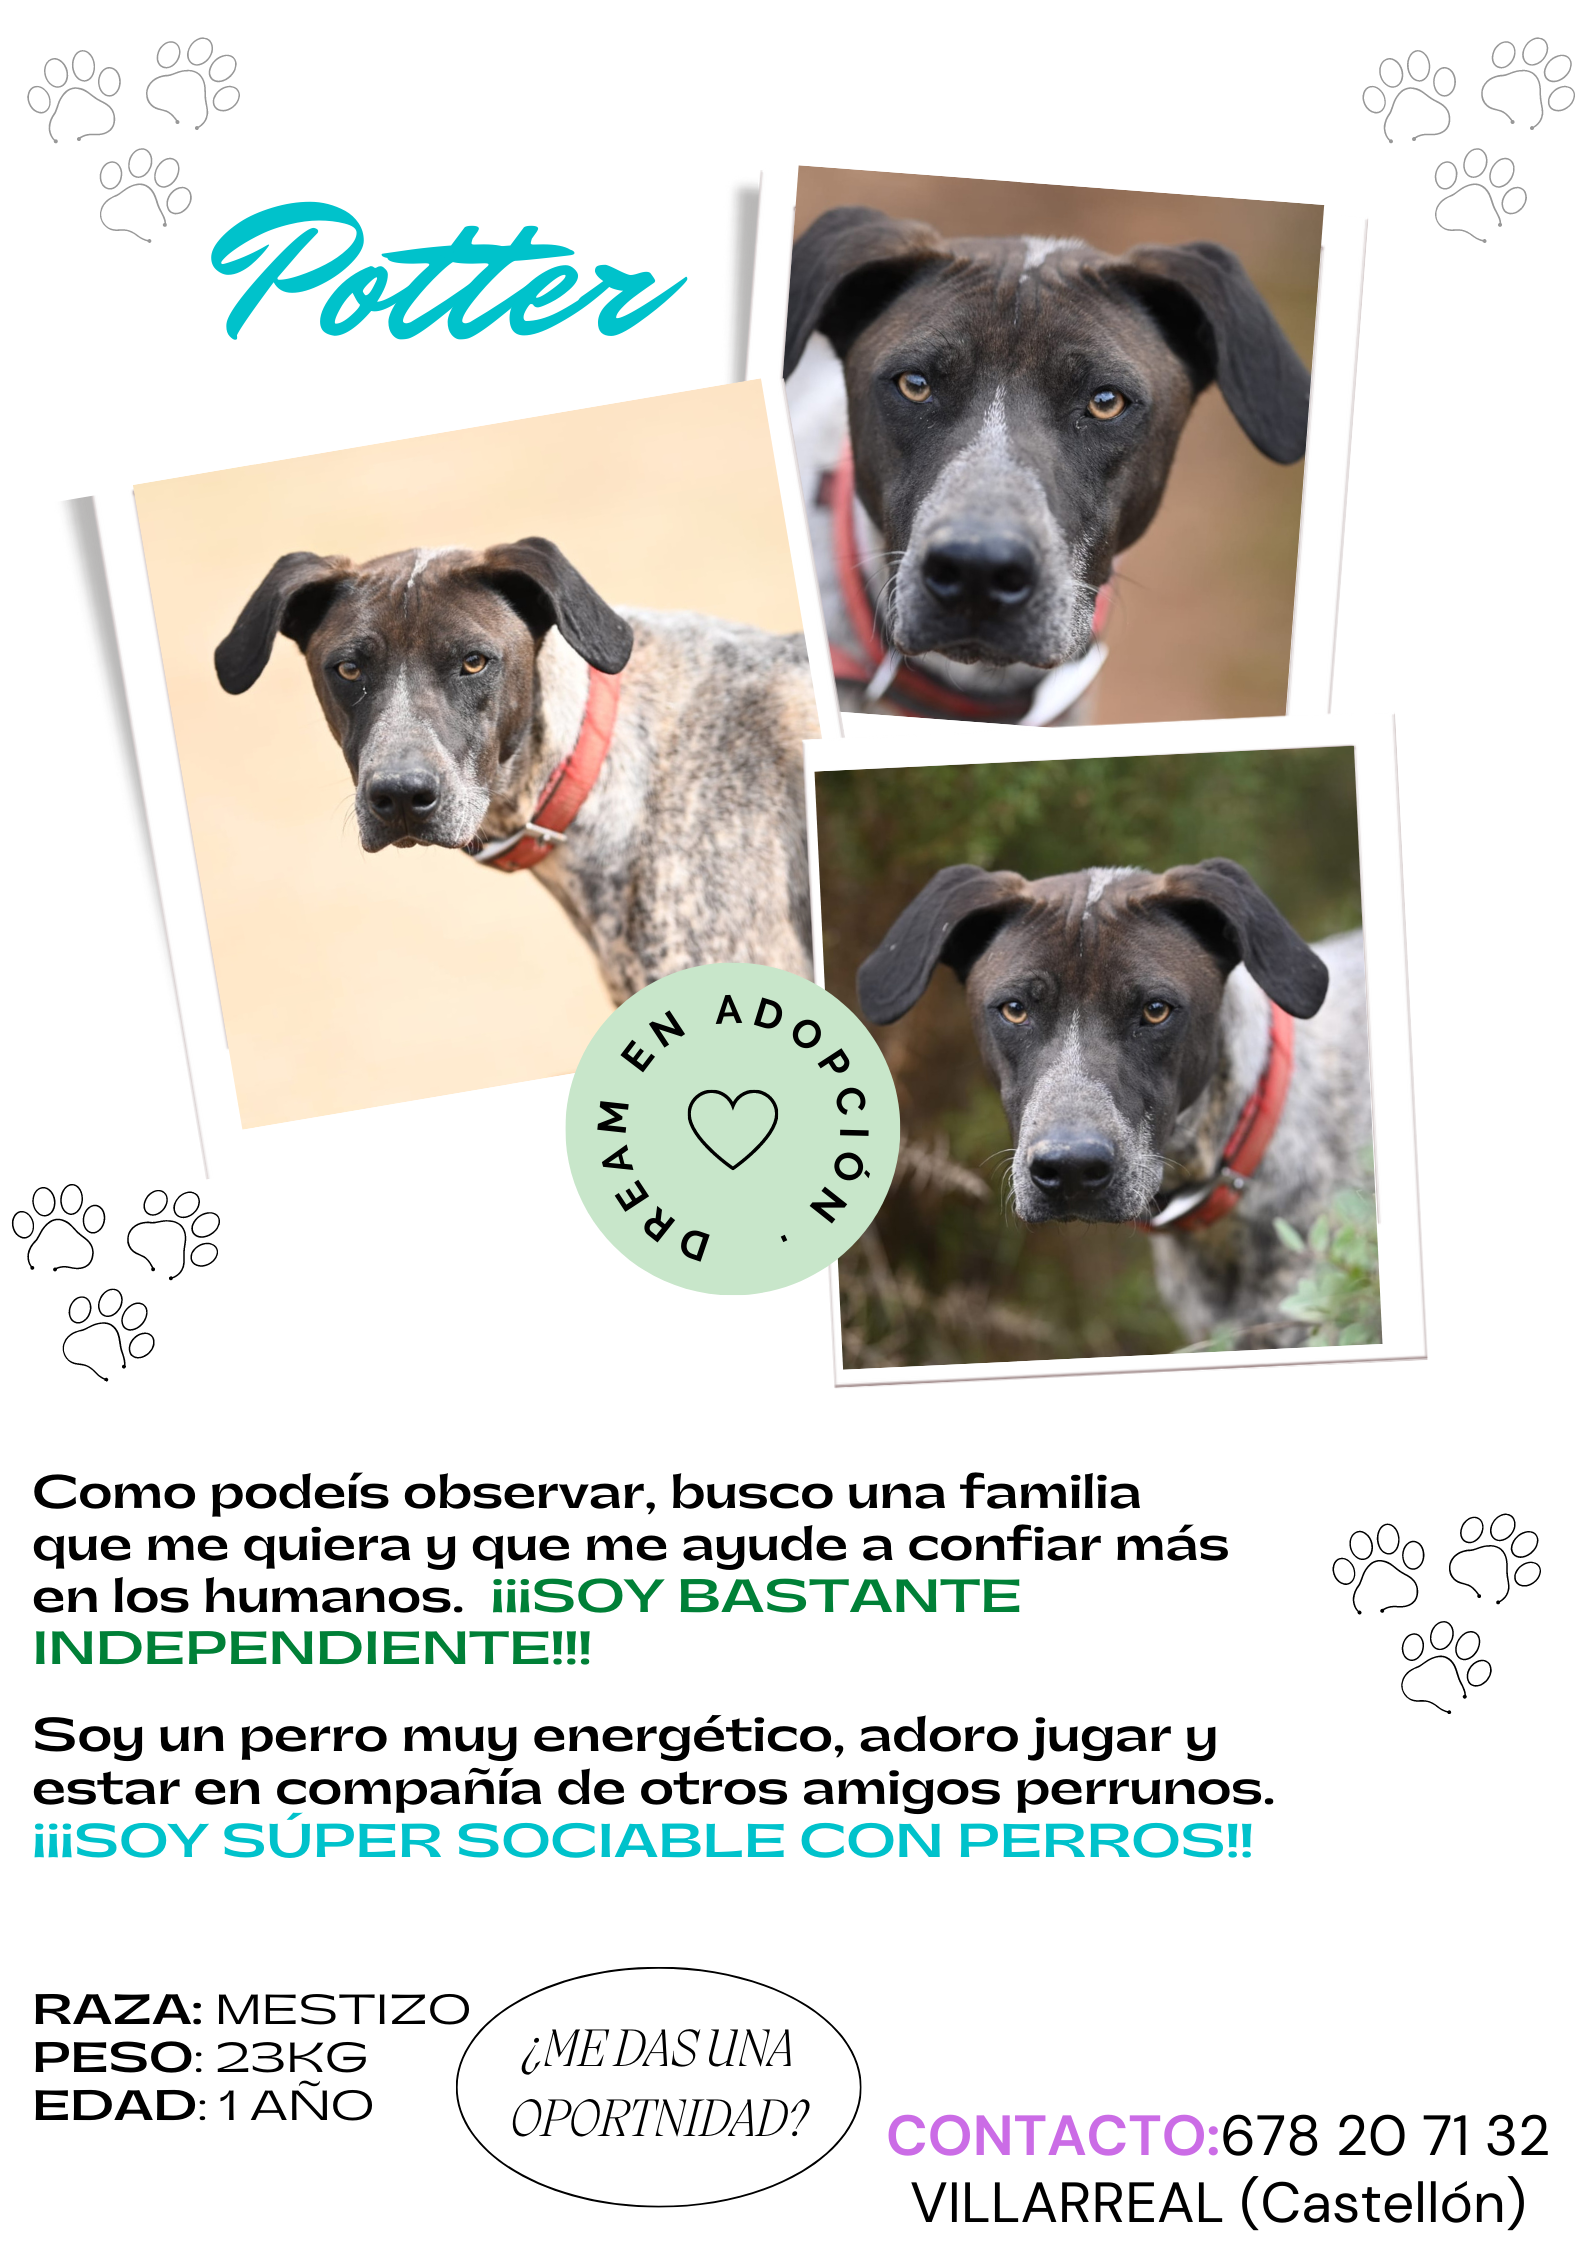 Potter
DREAM EN ADOPCIÓN ·
Como podeís observar, busco una familia
que me quiera y que me ayude a confiar más
en los humanos. ¡¡¡SOY BASTANTE
INDEPENDIENTE!!!
Soy un perro muy energético, adoro jugar y
estar en compañía de otros amigos perrunos.
¡¡¡SOY SÚPER SOCIABLE CON PERROS!!
RAZA: MESTIZO
PESO: 23KG
EDAD: 1 AÑO
¿ME DAS UNA
OPORTNIDAD?
CONTACTO:678 20 71 32
VILLARREAL (Castellón)